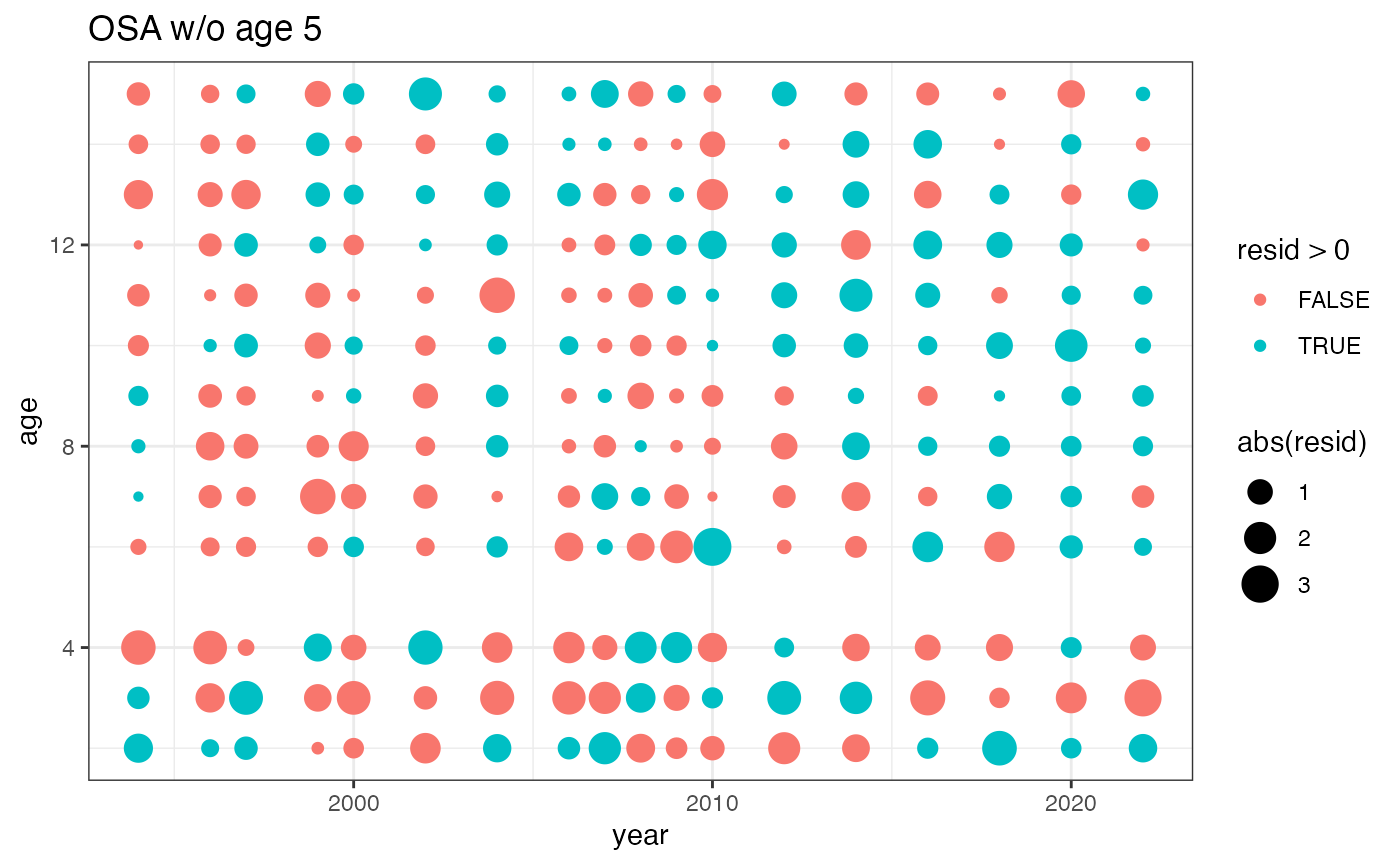 OSA w/o age 5
age
12
8
4
2000 2010 2020
year
resid > 0
FALSE
TRUE
abs(resid)
1
2
3